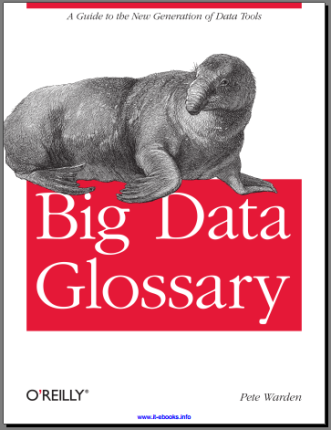 A Guide to the New Generation of Data Tools
Big Data
Glossary
O'REILLY®
Pete Warden
www.it-ebooks.info